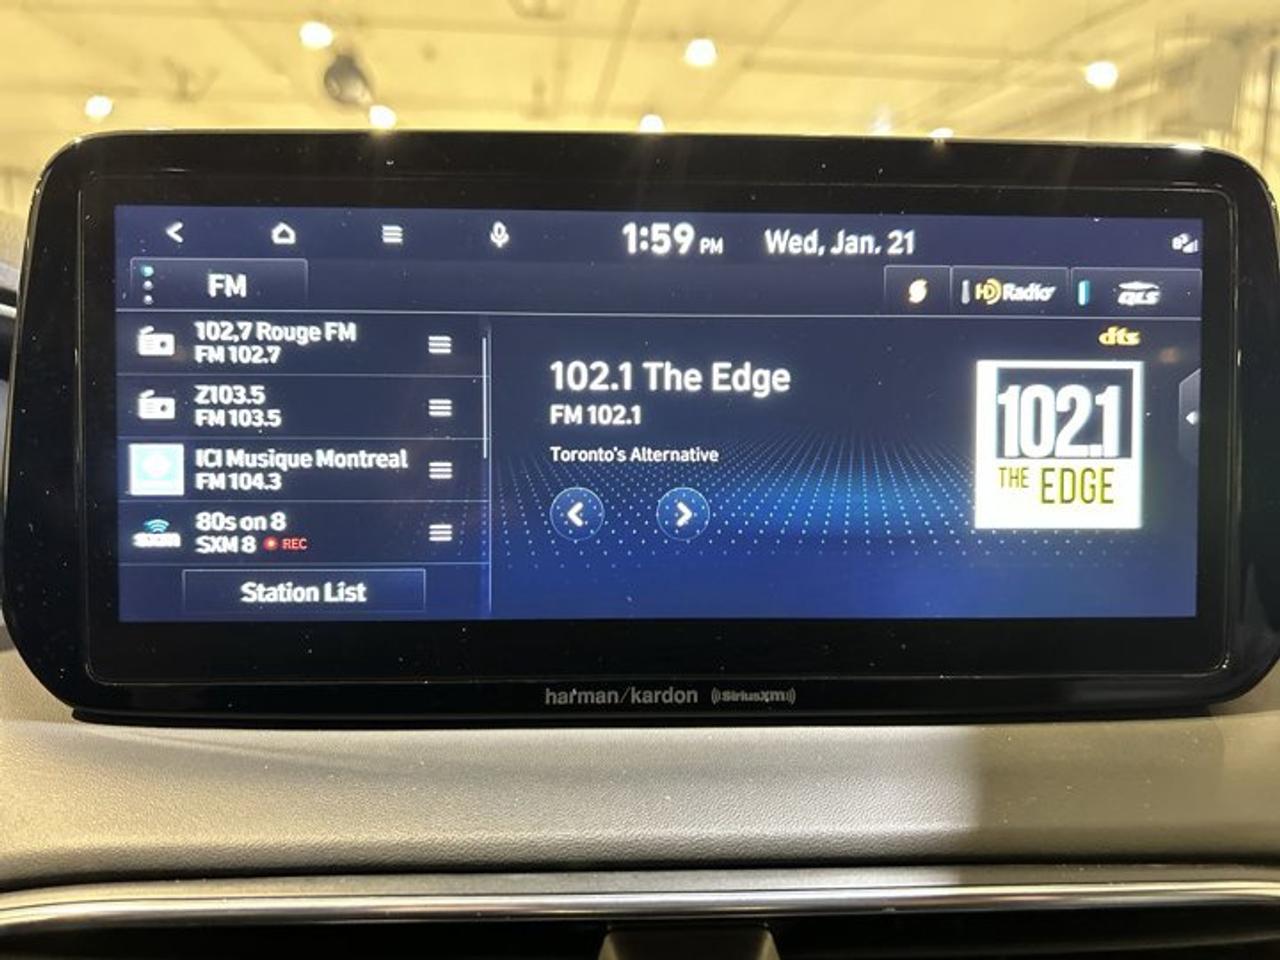 1:59 PM Wed, Jan. 21
FM
HD Radio
QLS
102,7 Rouge FM
FM 102.7
Z103.5
FM 103.5
ICI Musique Montreal
FM 104.3
80s on 8
SXM 8 REC
Station List
dts
102.1 The Edge
FM 102.1
Toronto's Alternative
102.1
THE EDGE
harman/kardon ((SiriusXM))